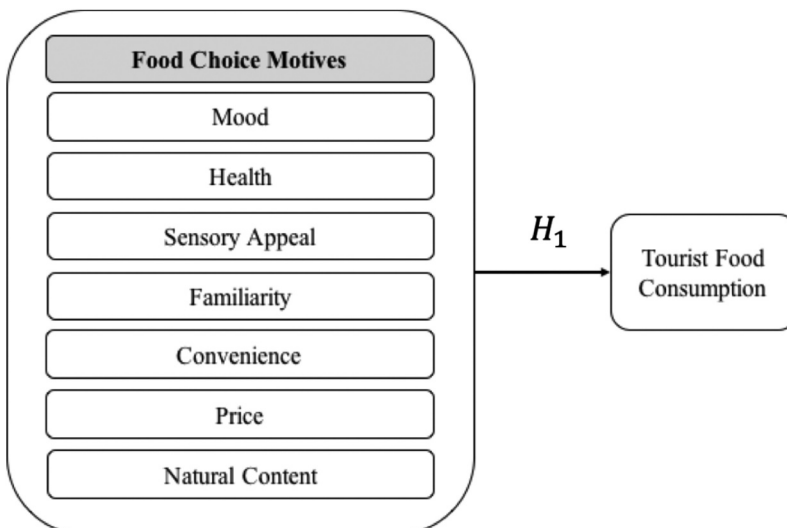 Food Choice Motives
Mood
Health
Sensory Appeal
Familiarity
Convenience
Price
Natural Content
H₁
Tourist Food
Consumption